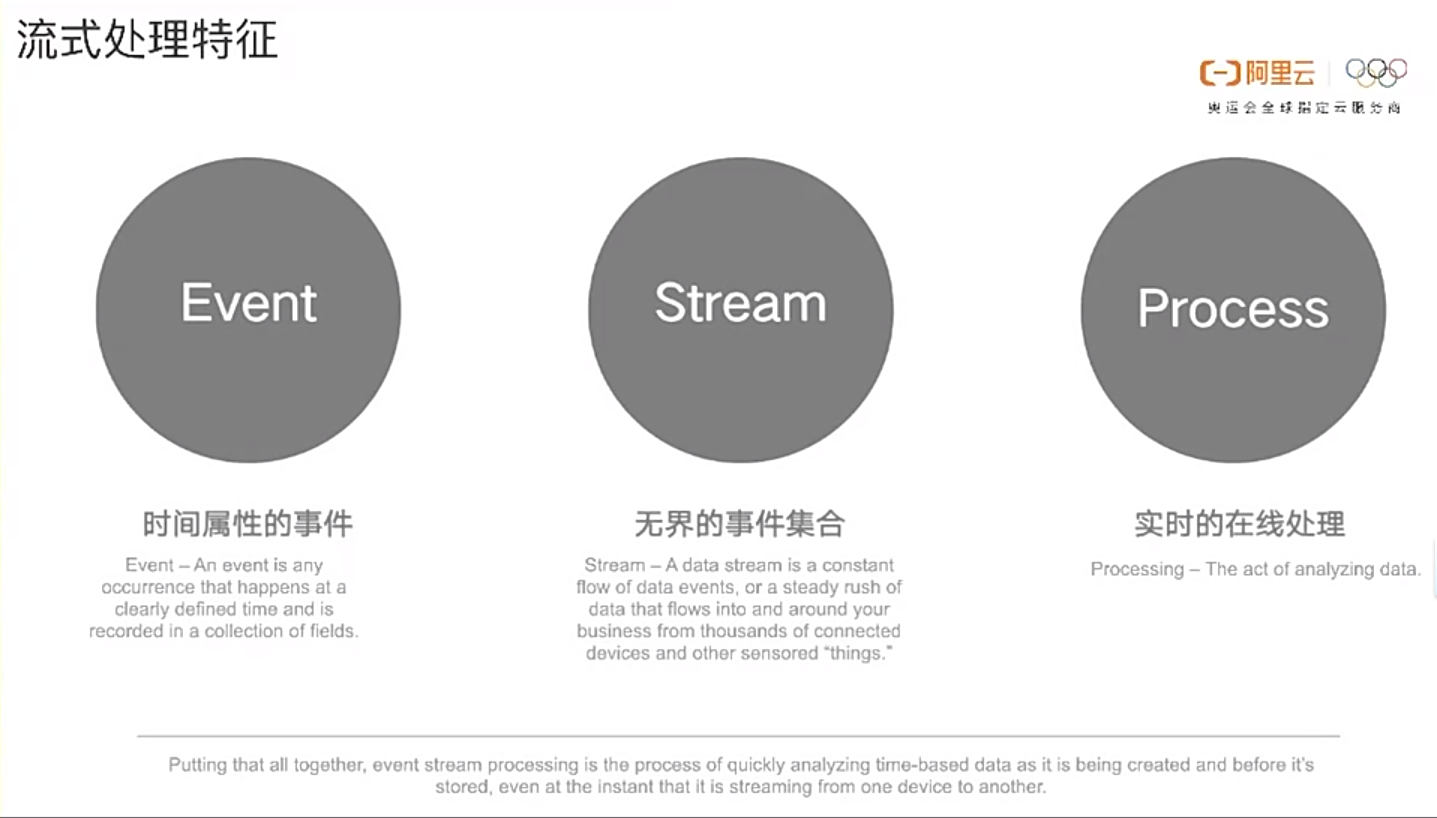 流式处理特征
阿里云
奥运会全球指定云服务商
Event
Stream
Process
时间属性的事件
Event – An event is any
occurrence that happens at a
clearly defined time and is
recorded in a collection of fields.
无界的事件集合
Stream – A data stream is a constant
flow of data events, or a steady rush of
data that flows into and around your
business from thousands of connected
devices and other sensored “things.”
实时的在线处理
Processing – The act of analyzing data.
Putting that all together, event stream processing is the process of quickly analyzing time-based data as it is being created and before it’s
stored, even at the instant that it is streaming from one device to another.